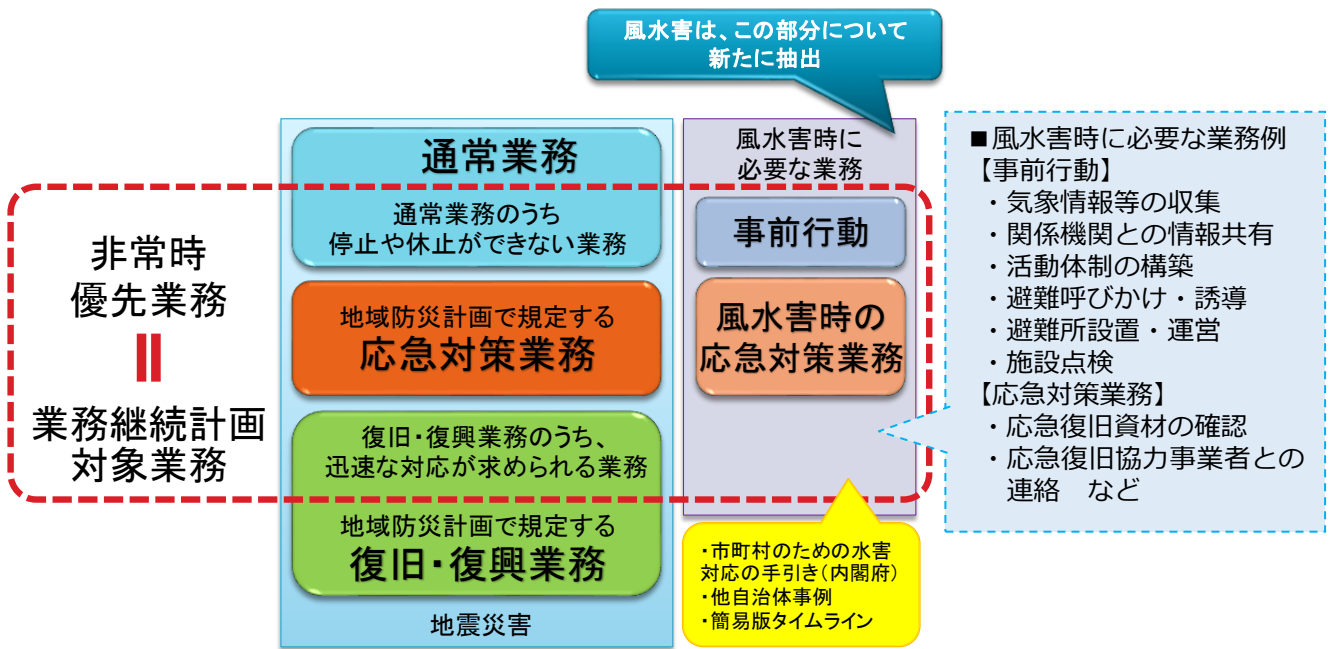 風水害は、この部分について
新たに抽出
非常時
優先業務
||
業務継続計画
対象業務
通常業務
通常業務のうち
停止や休止ができない業務
地域防災計画で規定する
応急対策業務
復旧・復興業務のうち、
迅速な対応が求められる業務
地域防災計画で規定する
復旧・復興業務
地震災害
風水害時に
必要な業務
事前行動
風水害時の
応急対策業務
・市町村のための水害
対応の手引き(内閣府)
・他自治体事例
・簡易版タイムライン
■風水害時に必要な業務例
【事前行動】
・気象情報等の収集
・関係機関との情報共有
・活動体制の構築
・避難呼びかけ・誘導
・避難所設置・運営
・施設点検
【応急対策業務】
・応急復旧資材の確認
・応急復旧協力事業者との
連絡　など